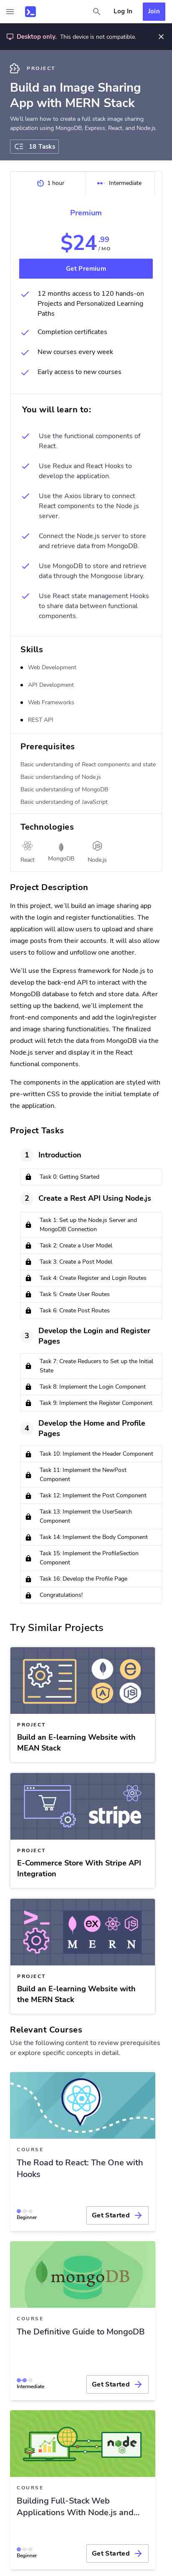 Log In
Join
Desktop only. This device is not compatible.
PROJECT
Build an Image Sharing
App with MERN Stack
We'll learn how to create a full stack image sharing
application using MongoDB, Express, React, and Node.js.
18 Tasks
1 hour
Intermediate
Premium
$24.99
/MO
Get Premium
12 months access to 120 hands-on
Projects and Personalized Learning
Paths
Completion certificates
New courses every week
Early access to new courses
You will learn to:
Use the functional components of
React.
Use Redux and React Hooks to
develop the application.
Use the Axios library to connect
React components to the Node.js
server.
Connect the Node.js server to store
and retrieve data from MongoDB.
Use MongoDB to store and retrieve
data through the Mongoose library.
Use React state management Hooks
to share data between functional
components.
Skills
Web Development
API Development
Web Frameworks
REST API
Prerequisites
Basic understanding of React components and state
Basic understanding of Node.js
Basic understanding of MongoDB
Basic understanding of JavaScript
Technologies
React
MongoDB
Node.js
Project Description
In this project, we'll build an image sharing app
with the login and register functionalities. The
application will allow users to upload and share
image posts from their accounts. It will also allow
users to follow and unfollow one another.
We'll use the Express framework for Node.js to
develop the back-end API to interact with the
MongoDB database to fetch and store data. After
setting up the backend, we'll implement the
front-end components and add the login/register
and image sharing functionalities. The finalized
product will fetch the data from MongoDB via the
Node.js server and display it in the React
functional components.
The components in the application are styled with
pre-written CSS to provide the initial template of
the application.
Project Tasks
1
Introduction
Task 0: Getting Started
2
Create a Rest API Using Node.js
Task 1: Set up the Node.js Server and
MongoDB Connection
Task 2: Create a User Model
Task 3: Create a Post Model
Task 4: Create Register and Login Routes
Task 5: Create User Routes
Task 6: Create Post Routes
3
Develop the Login and Register
Pages
Task 7: Create Reducers to Set up the Initial
State
Task 8: Implement the Login Component
Task 9: Implement the Register Component
4
Develop the Home and Profile
Pages
Task 10: Implement the Header Component
Task 11: Implement the NewPost
Component
Task 12: Implement the Post Component
Task 13: Implement the UserSearch
Component
Task 14: Implement the Body Component
Task 15: Implement the ProfileSection
Component
Task 16: Develop the Profile Page
Congratulations!
Try Similar Projects
PROJECT
Build an E-learning Website with
MEAN Stack
stripe
PROJECT
E-Commerce Store With Stripe API
Integration
ex
M E R N
PROJECT
Build an E-learning Website with
the MERN Stack
Relevant Courses
Use the following content to review prerequisites
or explore specific concepts in detail.
COURSE
The Road to React: The One with
Hooks
Beginner
Get Started
mongoDB
COURSE
The Definitive Guide to MongoDB
Intermediate
Get Started
node
COURSE
Building Full-Stack Web
Applications With Node.js and...
Beginner
Get Started